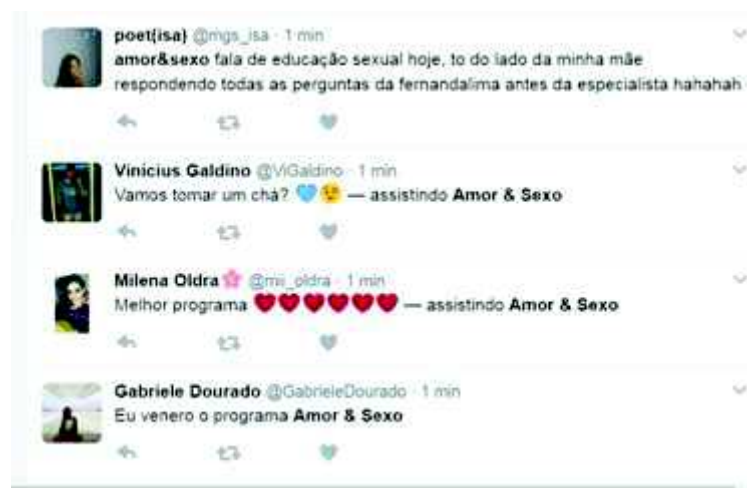 poet{isa} @mgs_isa · 1 min
amor&sexo fala de educação sexual hoje, to do lado da minha mãe
respondendo todas as perguntas da fernandalima antes da especialista hahahah
Vinicius Galdino @ViGaldino · 1 min
Vamos tomar um chá? 💙😉 — assistindo Amor & Sexo
Milena Oldra🌸 @mii_oldra · 1 min
Melhor programa ❤❤❤❤❤❤ — assistindo Amor & Sexo
Gabriele Dourado @GabrieleDourado · 1 min
Eu venero o programa Amor & Sexo